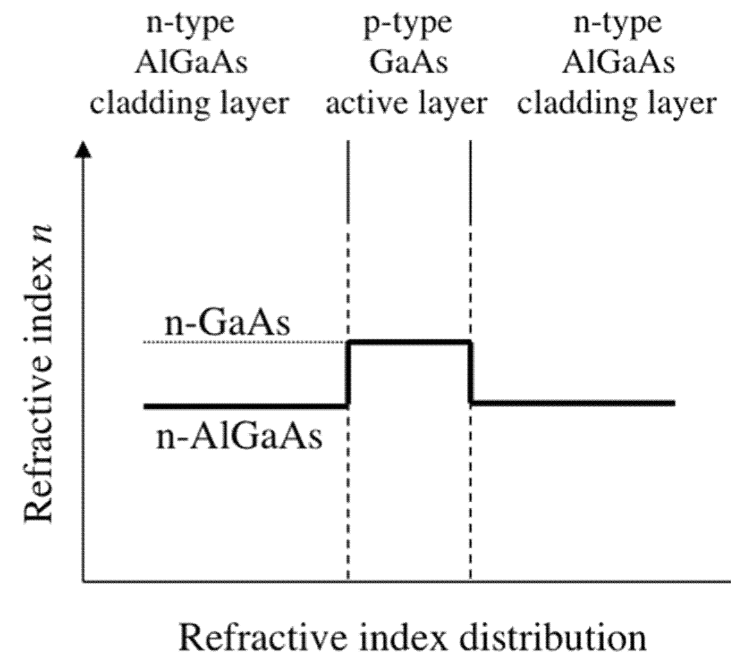 n-type
AlGaAs
cladding layer
p-type
GaAs
active layer
n-type
AlGaAs
cladding layer
Refractive index n
n-GaAs
n-AlGaAs
Refractive index distribution